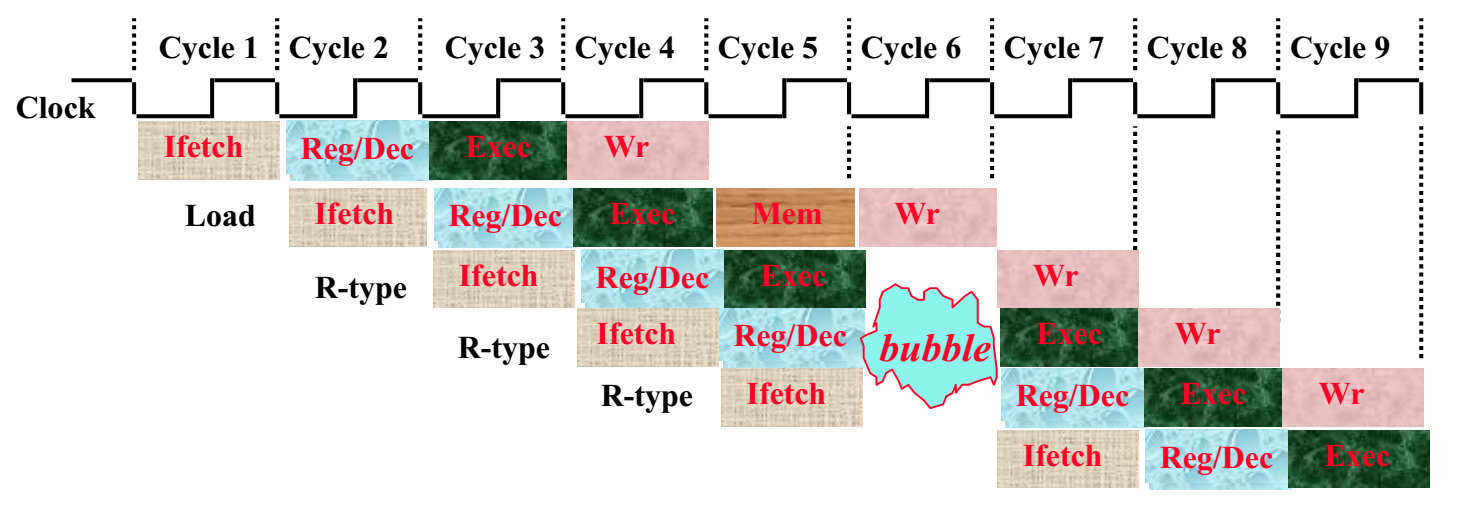 Cycle 1 Cycle 2 Cycle 3 Cycle 4 Cycle 5 Cycle 6 Cycle 7 Cycle 8 Cycle 9
Clock
Ifetch Reg/Dec Exec Wr
Load Ifetch Reg/Dec Exec Mem Wr
R-type Ifetch Reg/Dec Exec Wr
R-type Ifetch Reg/Dec bubble Exec Wr
R-type Ifetch Reg/Dec Exec Wr
Ifetch Reg/Dec Exec